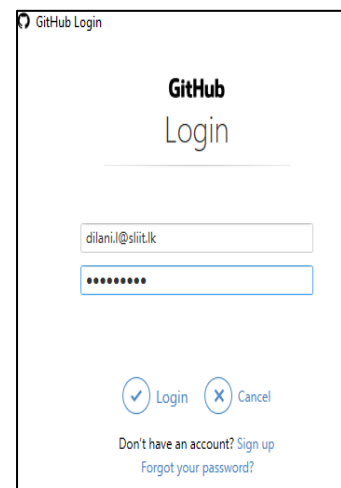 GitHub Login
GitHub
Login
dilani.l@sliit.lk
●●●●●●●●●
Login Cancel
Don't have an account? Sign up
Forgot your password?